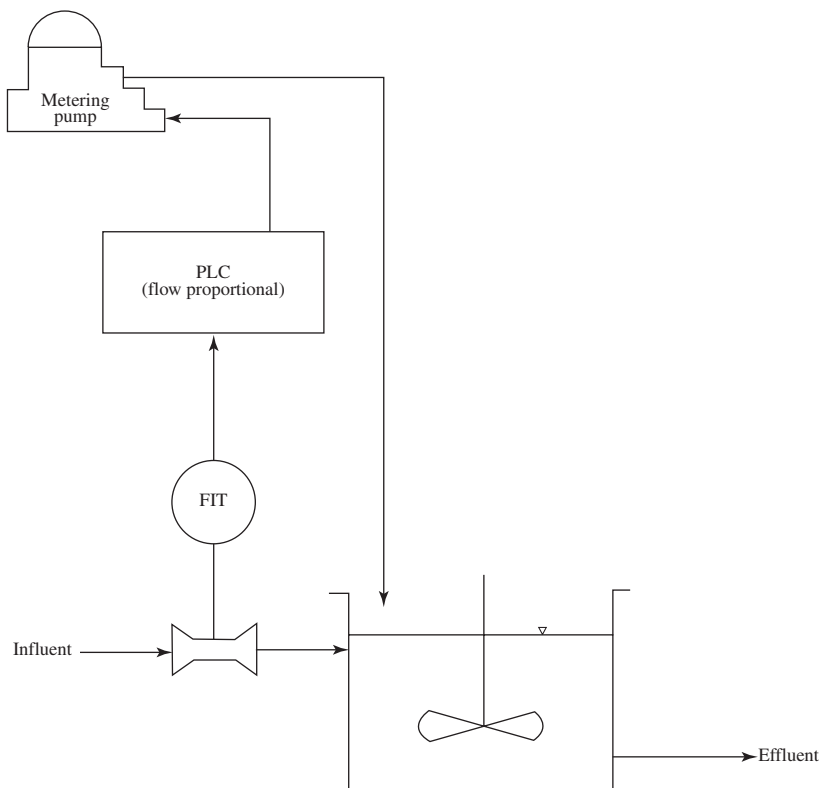 Metering
pump
PLC
(flow proportional)
FIT
Influent
Effluent